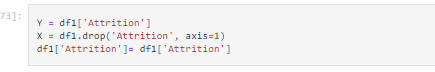 73]:
Y = df1['Attrition']
X = df1.drop('Attrition', axis=1)
df1['Attrition']= df1['Attrition']